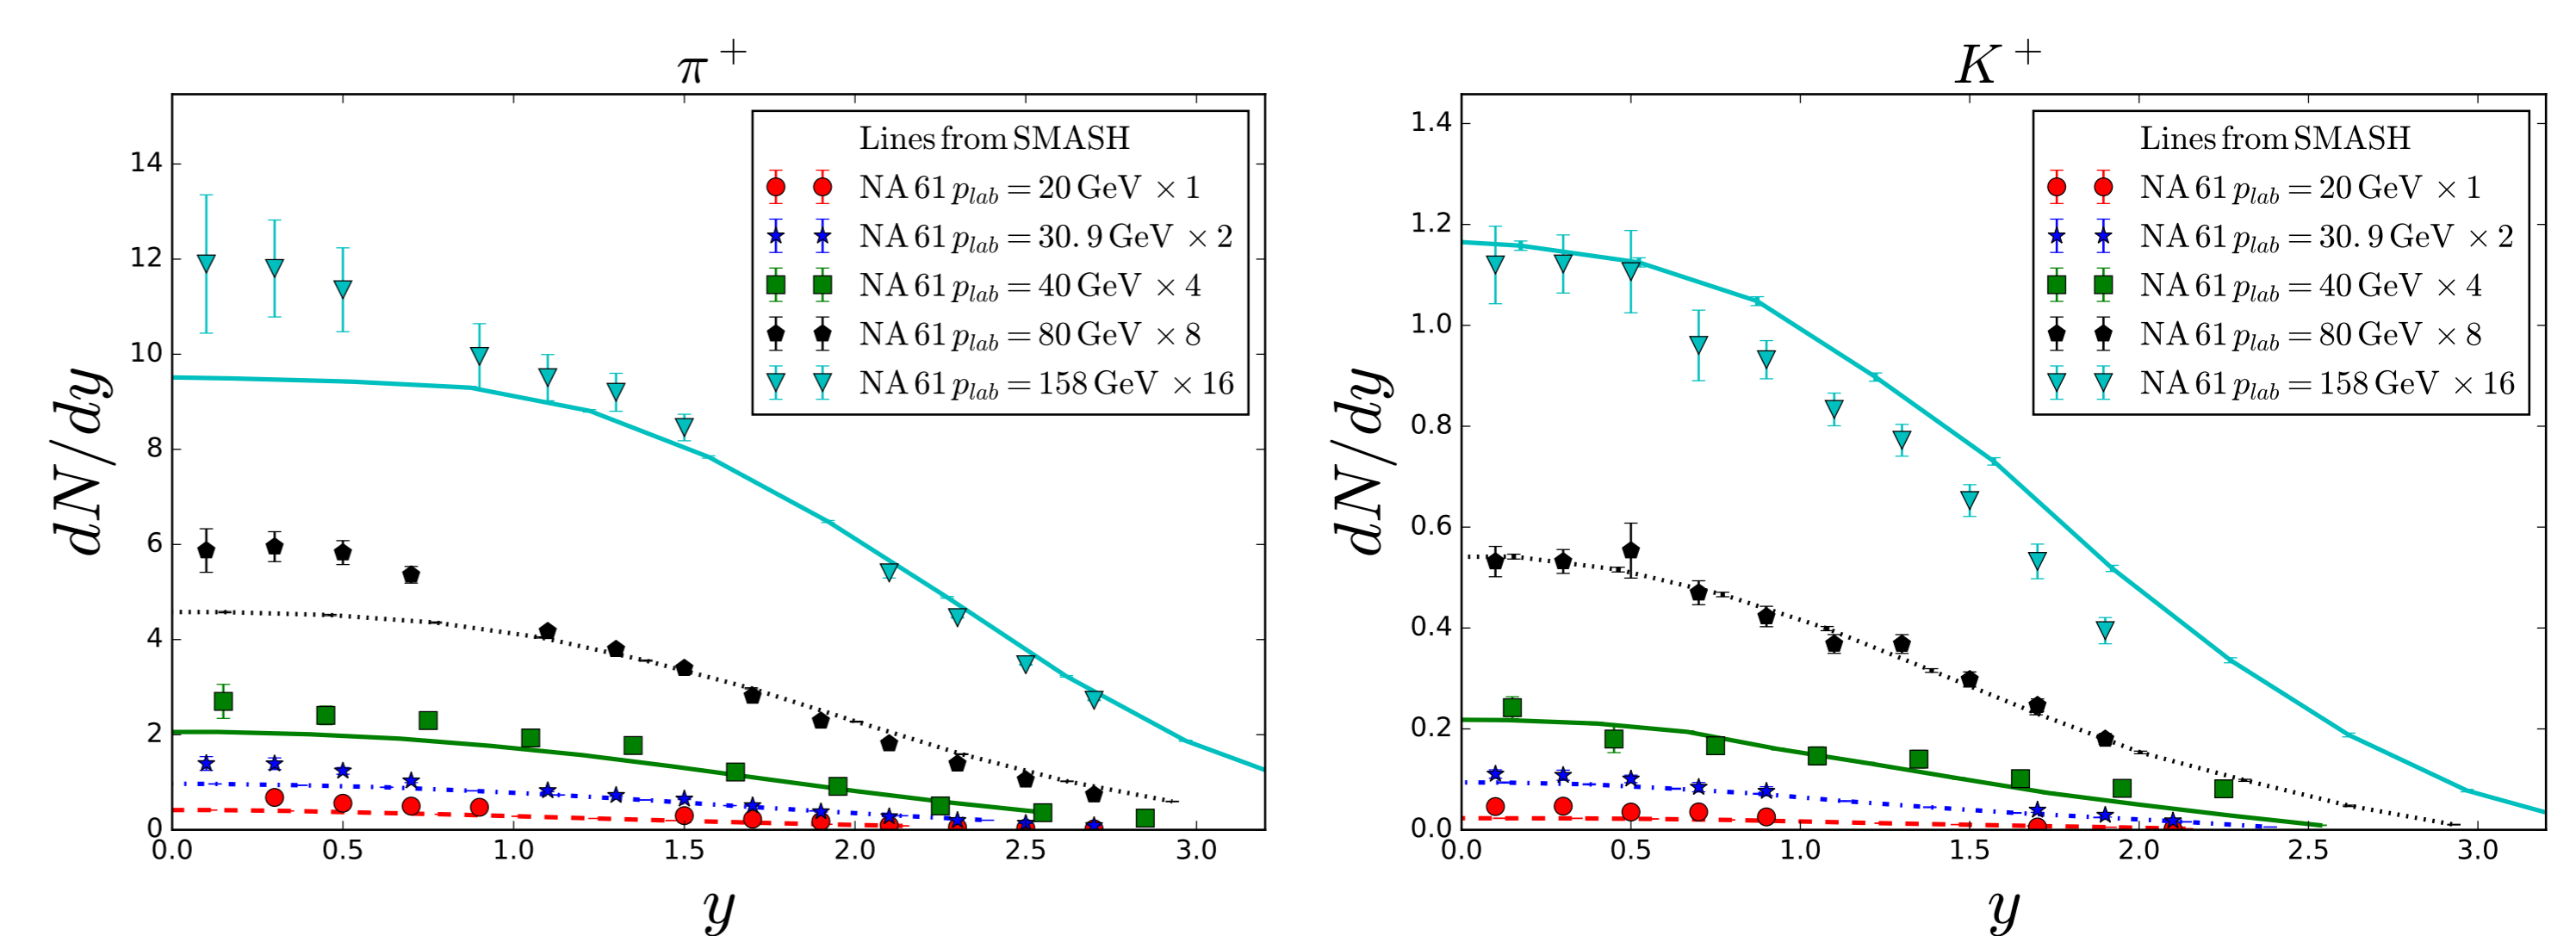 π⁺
dN/dy
14
12
10
8
6
4
2
0
0.0 0.5 1.0 1.5 2.0 2.5 3.0
y
Lines from SMASH
NA 61 p_lab = 20 GeV × 1
NA 61 p_lab = 30.9 GeV × 2
NA 61 p_lab = 40 GeV × 4
NA 61 p_lab = 80 GeV × 8
NA 61 p_lab = 158 GeV × 16
K⁺
dN/dy
1.4
1.2
1.0
0.8
0.6
0.4
0.2
0.0
0.0 0.5 1.0 1.5 2.0 2.5 3.0
y
Lines from SMASH
NA 61 p_lab = 20 GeV × 1
NA 61 p_lab = 30.9 GeV × 2
NA 61 p_lab = 40 GeV × 4
NA 61 p_lab = 80 GeV × 8
NA 61 p_lab = 158 GeV × 16